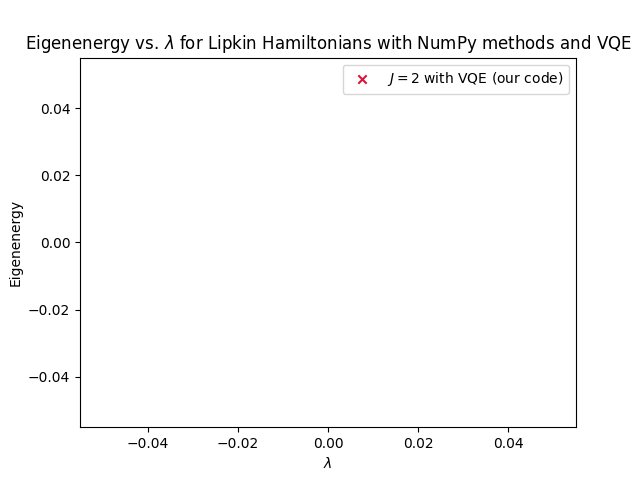 Eigenenergy vs. λ for Lipkin Hamiltonians with NumPy methods and VQE
J = 2 with VQE (our code)
0.04
0.02
0.00
−0.02
−0.04
Eigenenergy
−0.04 −0.02 0.00 0.02 0.04
λ